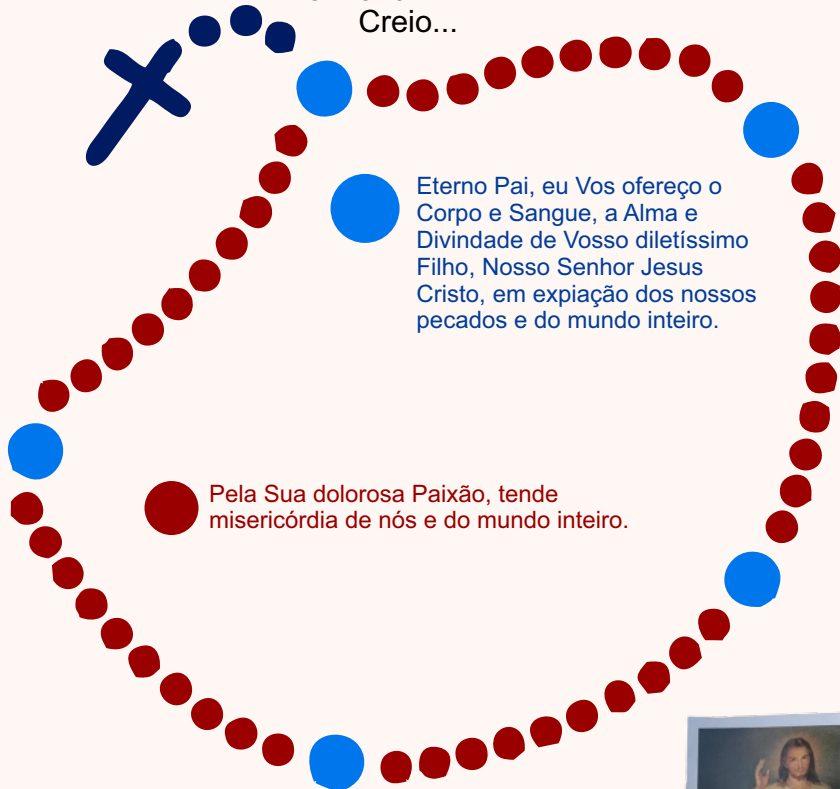 Creio...
Eterno Pai, eu Vos ofereço o
Corpo e Sangue, a Alma e
Divindade de Vosso diletíssimo
Filho, Nosso Senhor Jesus
Cristo, em expiação dos nossos
pecados e do mundo inteiro.
Pela Sua dolorosa Paixão, tende
misericórdia de nós e do mundo inteiro.